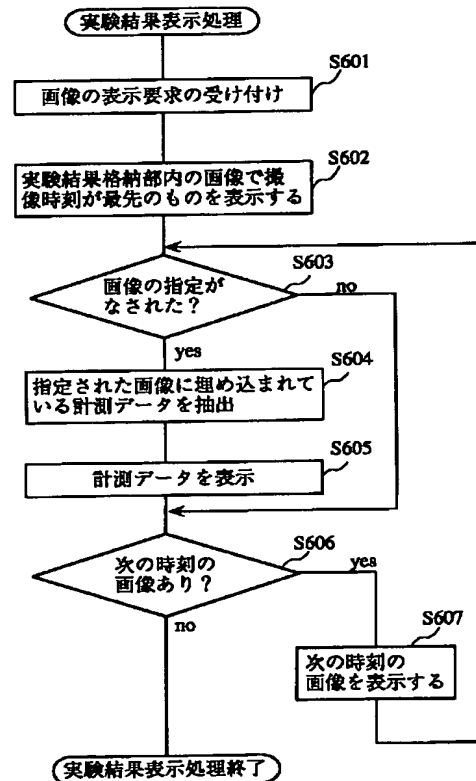 実験結果表示処理
S601
画像の表示要求の受け付け
S602
実験結果格納部内の画像で撮
像時刻が最先のものを表示する
S603
画像の指定が
なされた?
no
yes
S604
指定された画像に埋め込まれて
いる計測データを抽出
S605
計測データを表示
S606
次の時刻の
画像あり?
yes
no
S607
次の時刻の
画像を表示する
実験結果表示処理終了